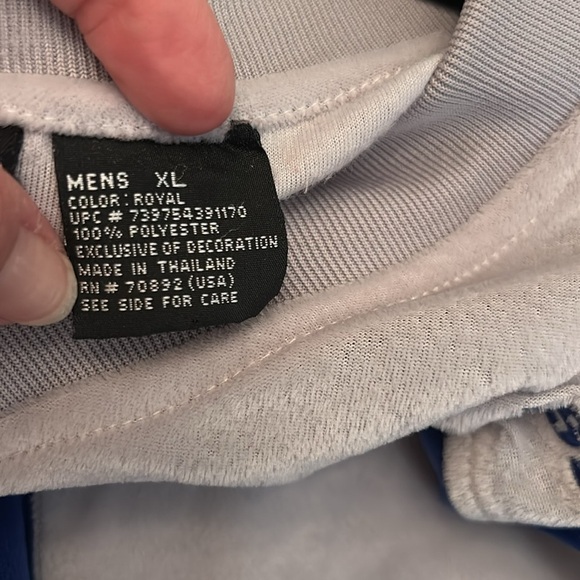 MENS XL
COLOR: ROYAL
UPC # 739754391170
100% POLYESTER
EXCLUSIVE OF DECORATION
MADE IN THAILAND
RN # 70892 (USA)
SEE SIDE FOR CARE